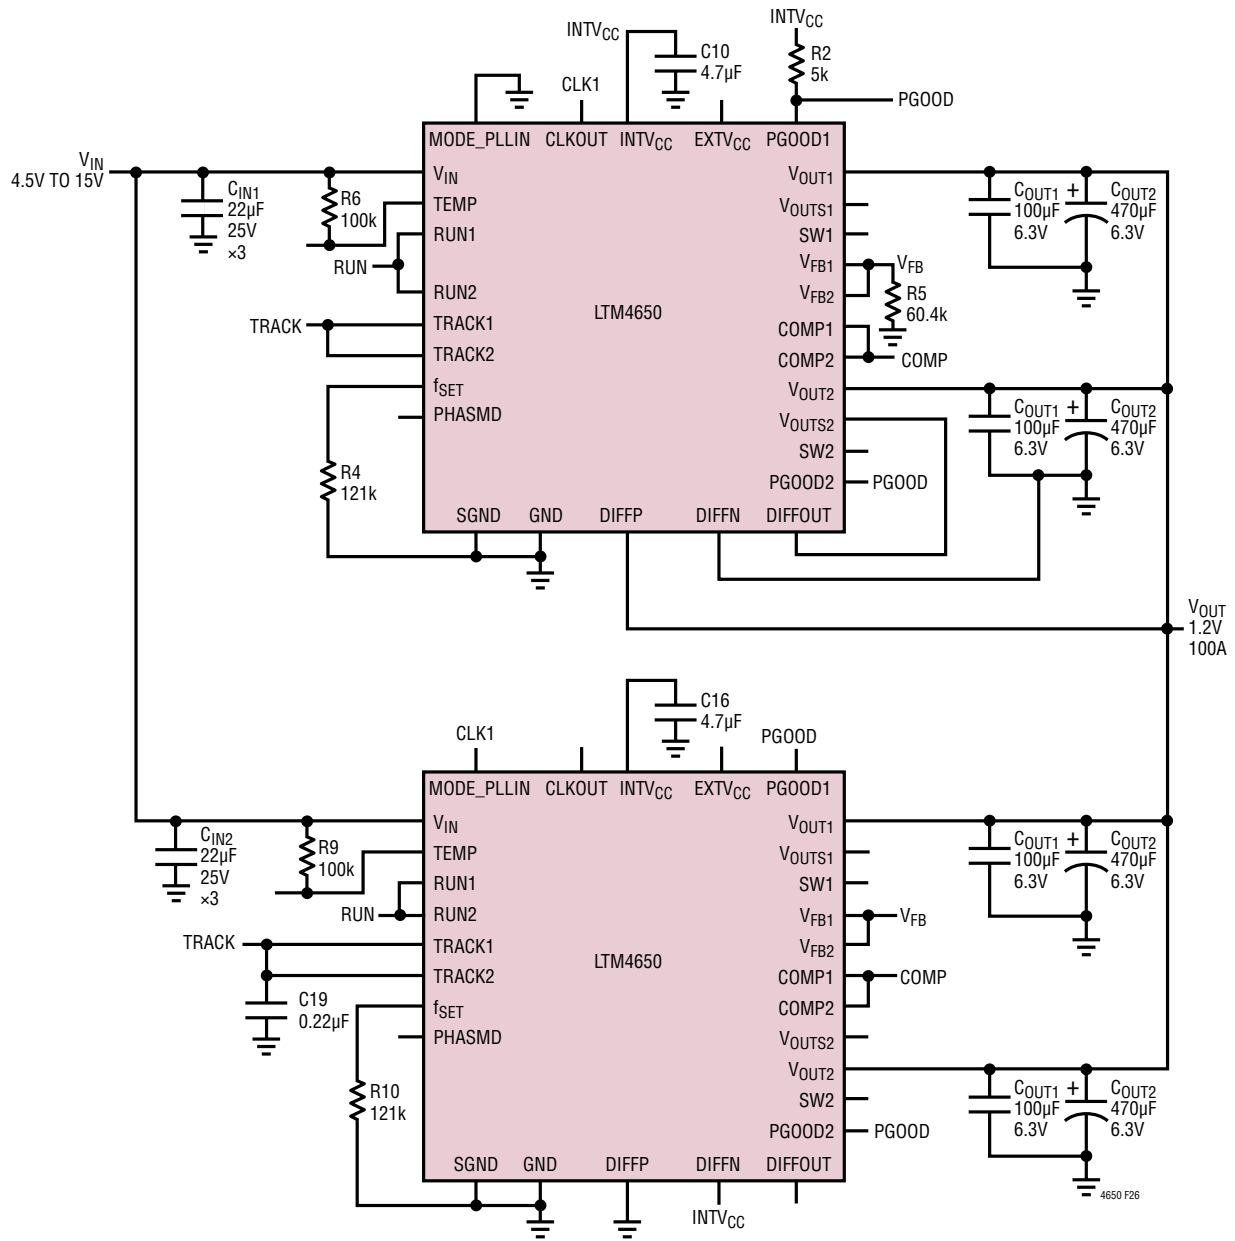 INTVCC
INTVCC
C10
4.7µF
R2
5k
CLK1
PGOOD
MODE_PLLIN CLKOUT INTVCC EXTVCC PGOOD1
VIN
4.5V TO 15V
CIN1
22µF
25V
×3
R6
100k
VIN
TEMP
RUN1
RUN
RUN2
TRACK
TRACK1
TRACK2
fSET
PHASMD
R4
121k
LTM4650
VOUT1
VOUTS1
SW1
VFB1
VFB
VFB2
R5
60.4k
COMP1
COMP2
COMP
VOUT2
VOUTS2
SW2
PGOOD2
PGOOD
COUT1
100µF
6.3V
+
COUT2
470µF
6.3V
COUT1
100µF
6.3V
+
COUT2
470µF
6.3V
SGND GND DIFFP DIFFN DIFFOUT
VOUT
1.2V
100A
C16
4.7µF
CLK1
PGOOD
MODE_PLLIN CLKOUT INTVCC EXTVCC PGOOD1
CIN2
22µF
25V
×3
R9
100k
VIN
TEMP
RUN1
RUN
RUN2
TRACK
TRACK1
TRACK2
C19
0.22µF
fSET
PHASMD
R10
121k
LTM4650
VOUT1
VOUTS1
SW1
VFB1
VFB
VFB2
COMP1
COMP
COMP2
VOUTS2
VOUT2
SW2
PGOOD2
PGOOD
COUT1
100µF
6.3V
+
COUT2
470µF
6.3V
COUT1
100µF
6.3V
+
COUT2
470µF
6.3V
SGND GND DIFFP DIFFN DIFFOUT
INTVCC
4650 F26